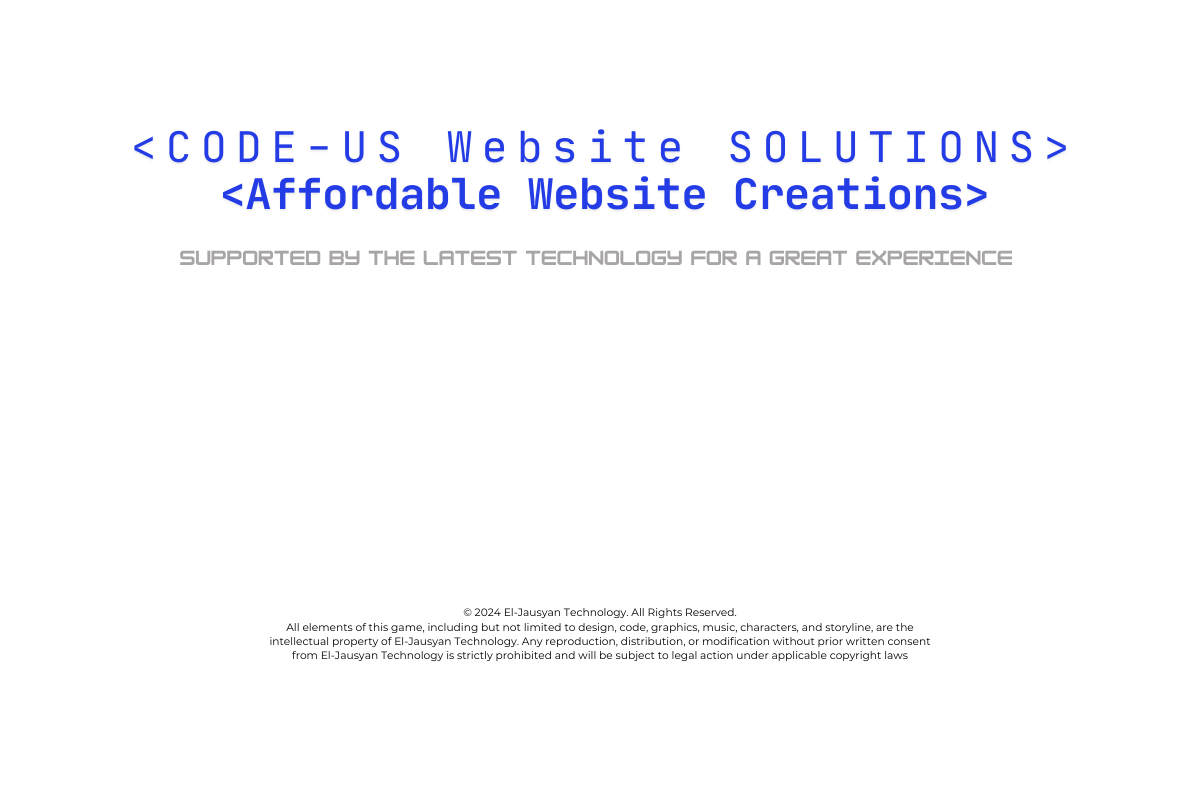 <CODE-US Website SOLUTIONS>
<Affordable Website Creations>
SUPPORTED BY THE LATEST TECHNOLOGY FOR A GREAT EXPERIENCE
© 2024 El-Jausyan Technology. All Rights Reserved.
All elements of this game, including but not limited to design, code, graphics, music, characters, and storyline, are the
intellectual property of El-Jausyan Technology. Any reproduction, distribution, or modification without prior written consent
from El-Jausyan Technology is strictly prohibited and will be subject to legal action under applicable copyright laws